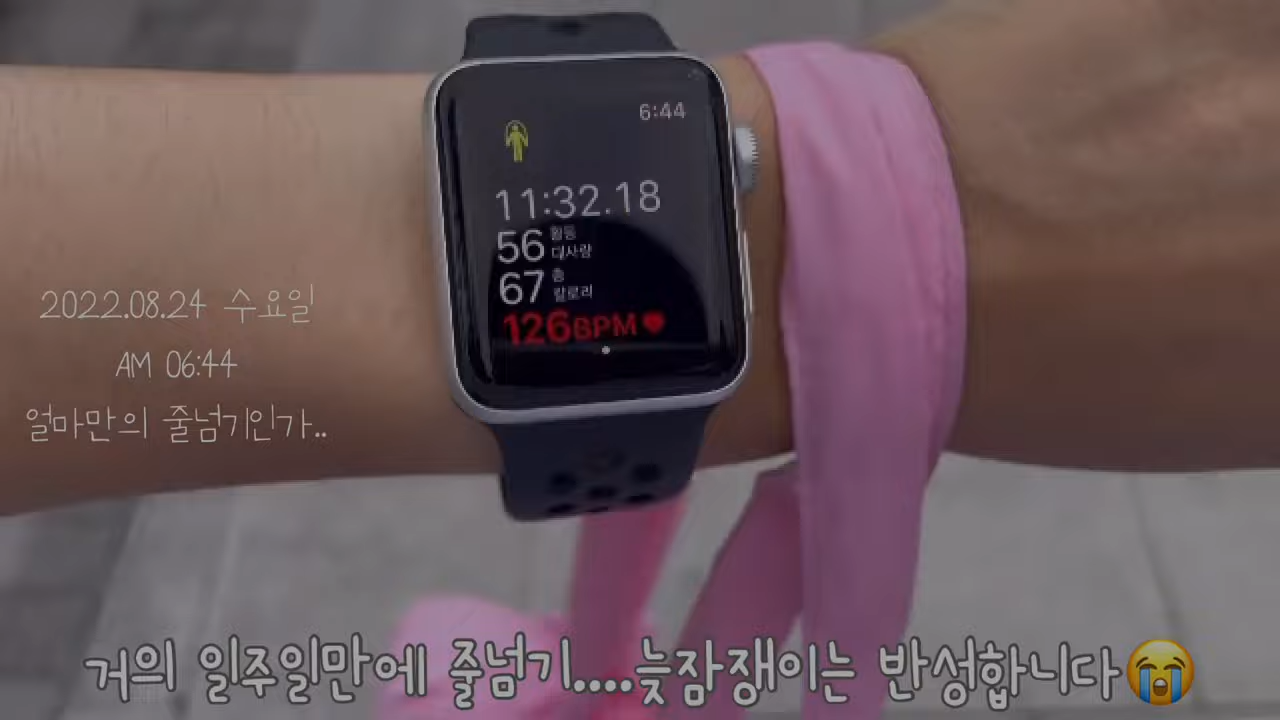 6:44
11:32.18
56 활동 대사량
67 총 칼로리
126BPM
2022.08.24 수요일
AM 06:44
얼마만의 줄넘기인가..
거의 일주일만에 줄넘기....늦잠쟁이는 반성합니다😭